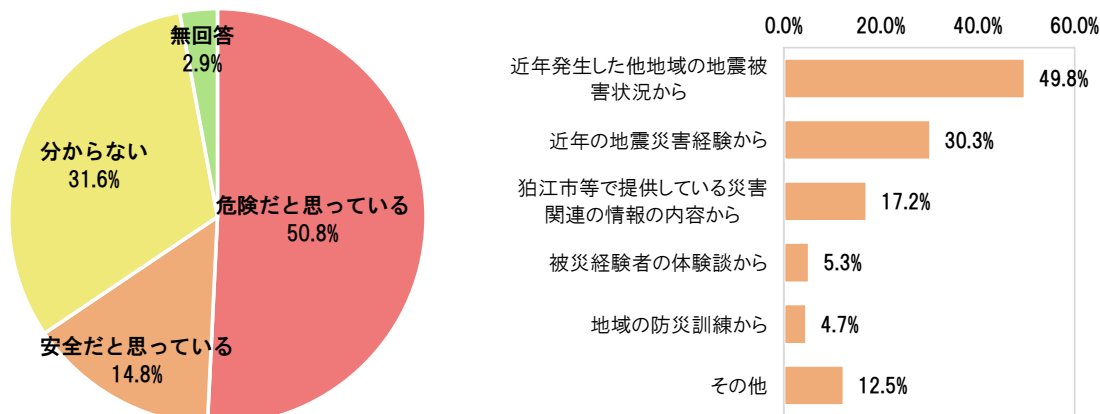 無回答
2.9%
分からない
31.6%
危険だと思っている
50.8%
安全だと思っている
14.8%
0.0%
20.0%
40.0%
60.0%
近年発生した他地域の地震被
害状況から
49.8%
近年の地震災害経験から
30.3%
狛江市等で提供している災害
関連の情報の内容から
17.2%
被災経験者の体験談から
5.3%
地域の防災訓練から
4.7%
その他
12.5%